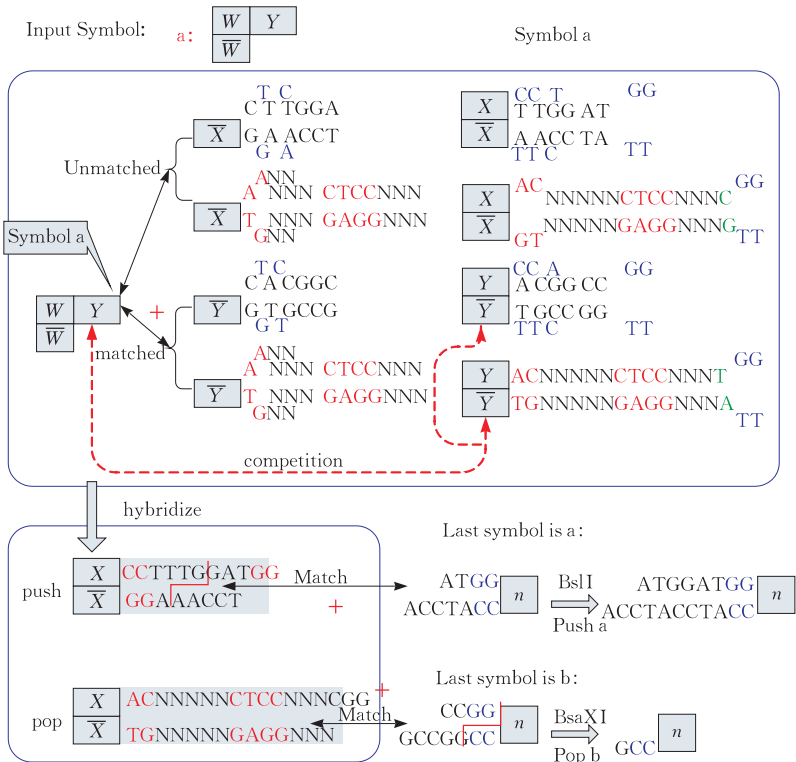 Input Symbol:
a:
W Y
W̅
Symbol a
Unmatched
X̅
T C
C T TGGA
G A ACCT
G A
X̅
ANN
A NNN CTCCNNN
T NNN GAGGNNN
GNN
Symbol a
W Y
W̅
+
matched
Y̅
T C
C A CGGC
G T GCCG
G T
Y̅
ANN
A NNN CTCCNNN
T NNN GAGGNNN
GNN
X
X̅
CC T GG
T TGG AT
A ACC TA
TT C TT
X
X̅
AC GG
NNNNNCTCCNNNC
NNNNNGAGGNNNG
GT TT
Y
Y̅
CC A GG
A CGG CC
T GCC GG
TT C TT
Y
Y̅
GG
ACNNNNNCTCCNNNT
TGNNNNNGAGGNNNA
TT
competition
hybridize
push
X
X̅
CCTTTGGATGG
GGAAACCT
Match
+
Last symbol is a:
ATGG
ACCTACC
n
BslI
Push a
ATGGATGG
ACCTACCTACC
n
pop
X
X̅
ACNNNNNCTCCNNNCGG
TGNNNNNGAGGNNN
+
Match
Last symbol is b:
CCGG
GCCGGCC
n
BsaXI
Pop b
GCC
n